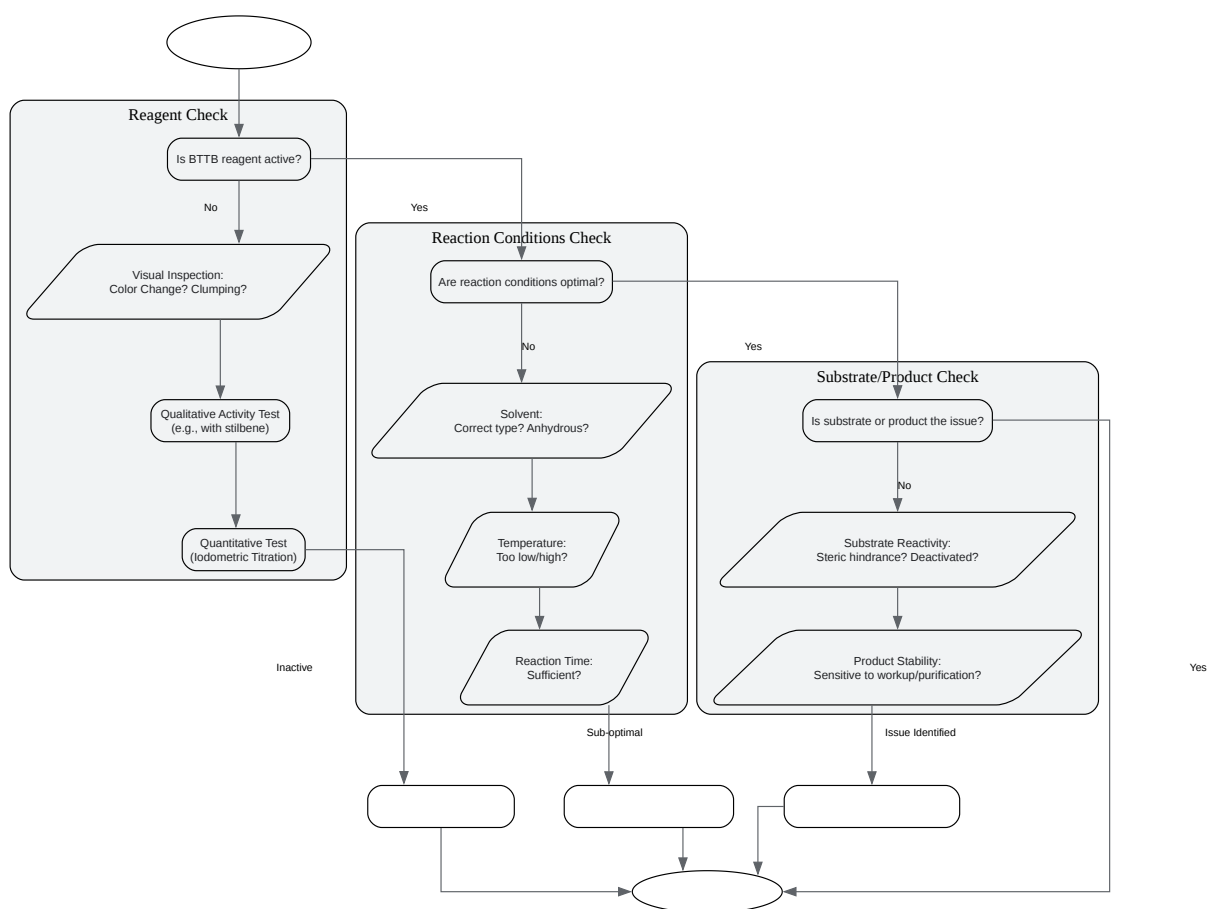 Reagent Check
Is BTTB reagent active?
No
Yes
Visual Inspection:
Color Change? Clumping?
Qualitative Activity Test
(e.g., with stilbene)
Quantitative Test
(Iodometric Titration)
Inactive
Reaction Conditions Check
Are reaction conditions optimal?
No
Yes
Solvent:
Correct type? Anhydrous?
Temperature:
Too low/high?
Reaction Time:
Sufficient?
Sub-optimal
Substrate/Product Check
Is substrate or product the issue?
No
Substrate Reactivity:
Steric hindrance? Deactivated?
Product Stability:
Sensitive to workup/purification?
Issue Identified
Yes